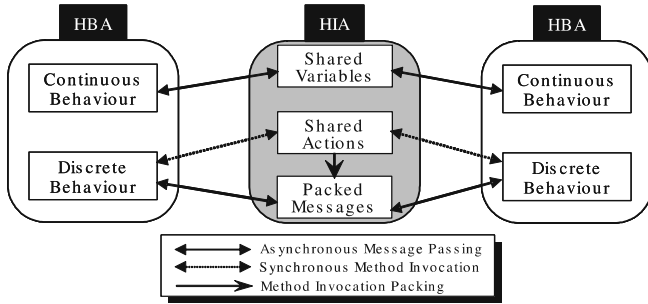 HBA
HIA
HBA
Continuous
Behaviour
Discrete
Behaviour
Shared
Variables
Shared
Actions
Packed
Messages
Continuous
Behaviour
Discrete
Behaviour
Asynchronous Message Passing
Synchronous Method Invocation
Method Invocation Packing